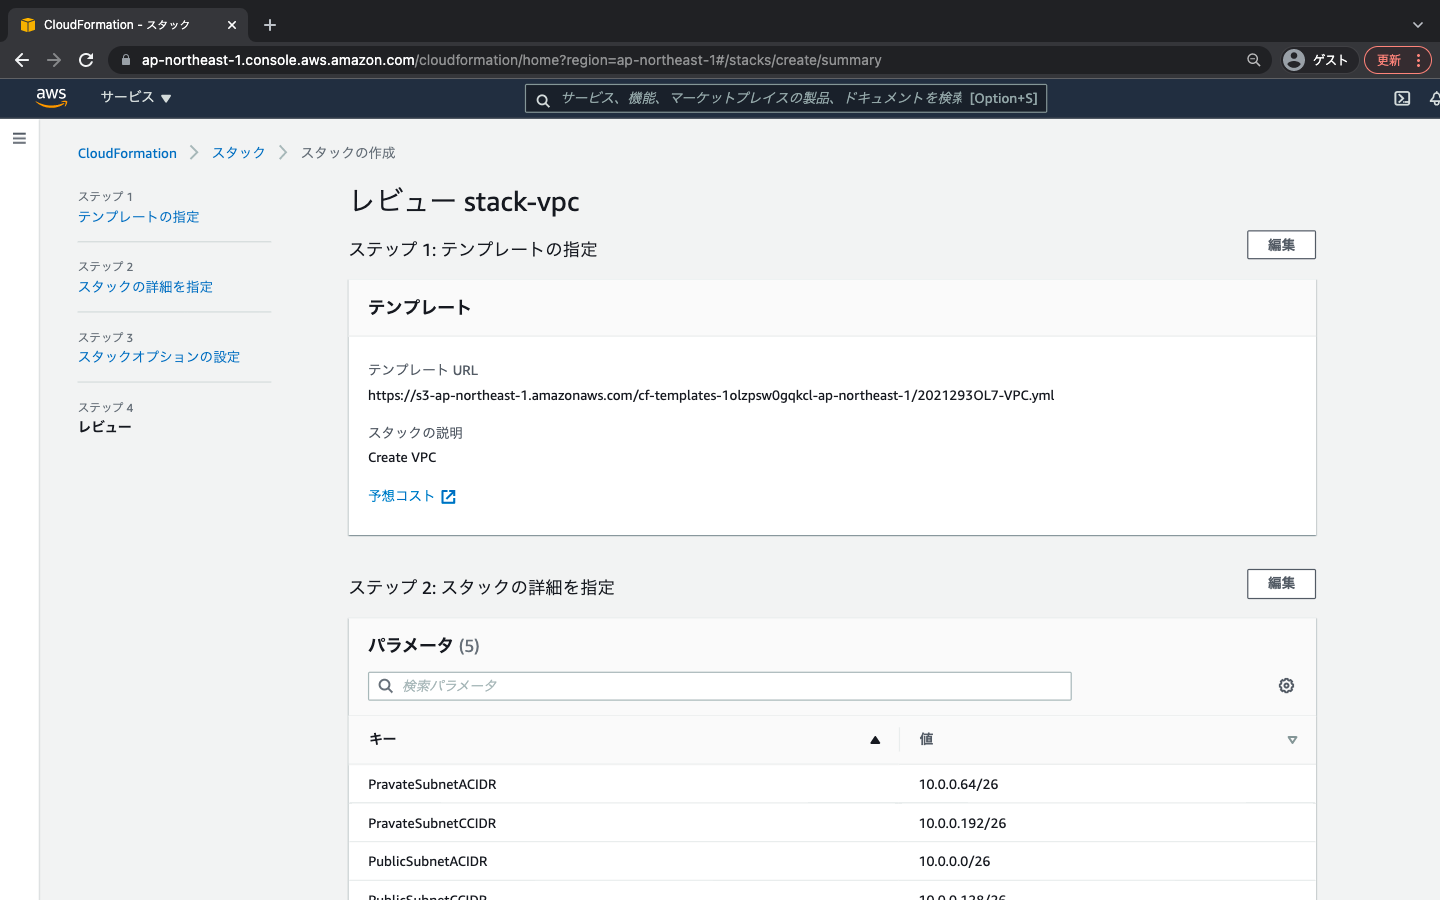 CloudFormation - スタック
ap-northeast-1.console.aws.amazon.com/cloudformation/home?region=ap-northeast-1#/stacks/create/summary
ゲスト
更新
aws
サービス
サービス、機能、マーケットプレイスの製品、ドキュメントを検索 [Option+S]
CloudFormation
スタック
スタックの作成
ステップ 1
テンプレートの指定
ステップ 2
スタックの詳細を指定
ステップ 3
スタックオプションの設定
ステップ 4
レビュー
レビュー stack-vpc
ステップ 1: テンプレートの指定
編集
テンプレート
テンプレート URL
https://s3-ap-northeast-1.amazonaws.com/cf-templates-1olzpsw0gqkcl-ap-northeast-1/2021293OL7-VPC.yml
スタックの説明
Create VPC
予想コスト
ステップ 2: スタックの詳細を指定
編集
パラメータ (5)
検索パラメータ
キー 値
PravateSubnetACIDR 10.0.0.64/26
PravateSubnetCCIDR 10.0.0.192/26
PublicSubnetACIDR 10.0.0.0/26
PublicSubnetCCIDR 10.0.0.128/26